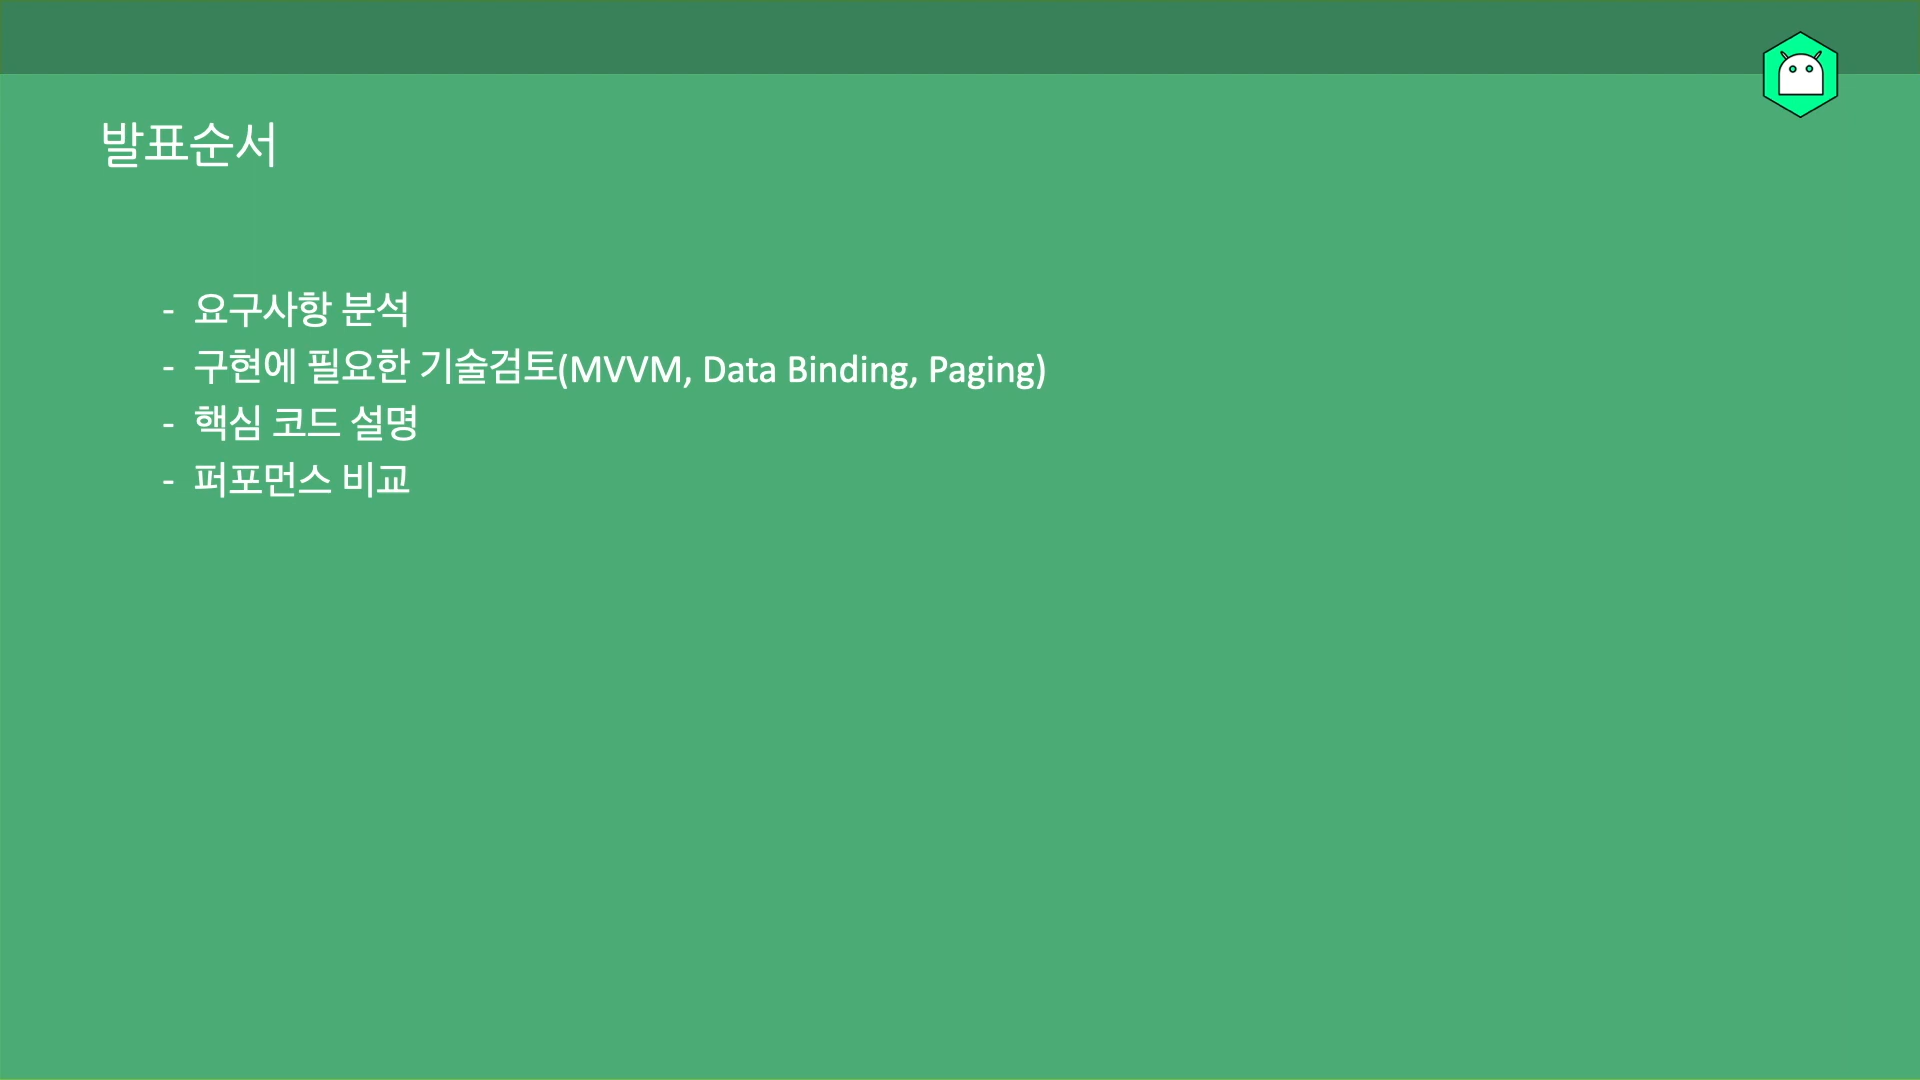 발표순서
- 요구사항 분석
- 구현에 필요한 기술검토(MVVM, Data Binding, Paging)
- 핵심 코드 설명
- 퍼포먼스 비교